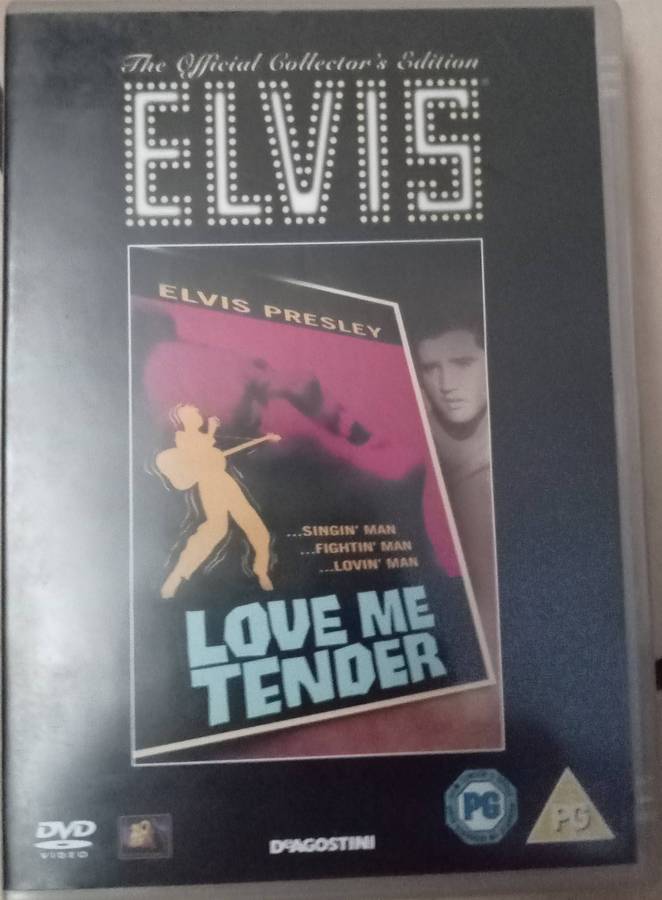 The Official Collector's Edition
ELVIS
ELVIS PRESLEY
...SINGIN' MAN
...FIGHTIN' MAN
...LOVIN' MAN
LOVE ME
TENDER
DVD
VIDEO
20
DeAGOSTINI
PG
PG